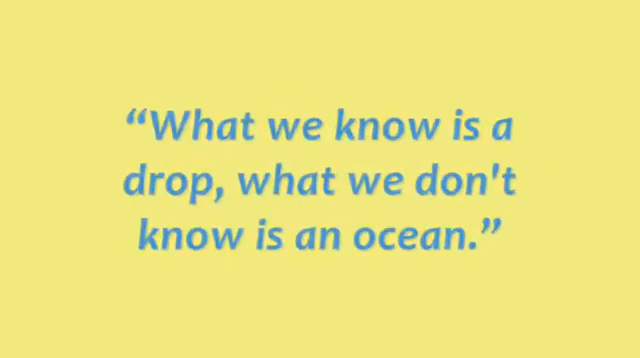 “What we know is a
drop, what we don't
know is an ocean.”